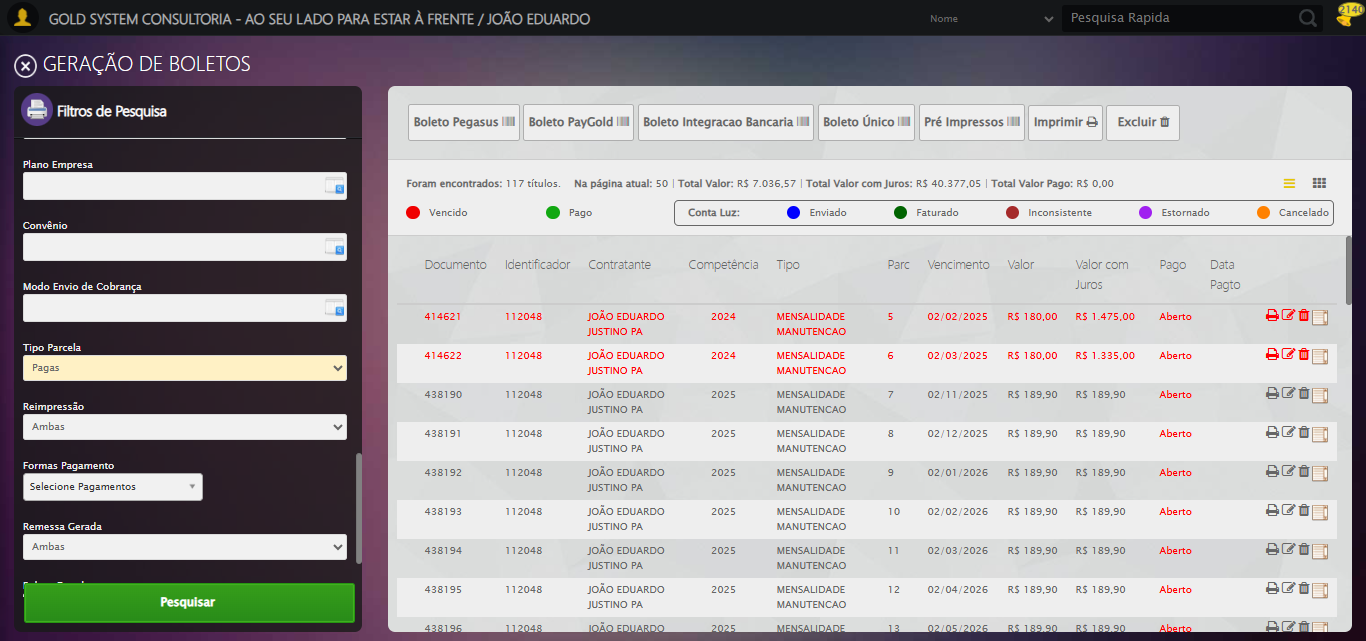 GOLD SYSTEM CONSULTORIA - AO SEU LADO PARA ESTAR À FRENTE / JOÃO EDUARDO
Nome
Pesquisa Rapida
2140
GERAÇÃO DE BOLETOS
Filtros de Pesquisa
Plano Empresa
Convênio
Modo Envio de Cobrança
Tipo Parcela
Pagas
Reimpressão
Ambas
Formas Pagamento
Selecione Pagamentos
Remessa Gerada
Ambas
Pesquisar
Boleto Pegasus
Boleto PayGold
Boleto Integracao Bancaria
Boleto Único
Pré Impressos
Imprimir
Excluir
Foram encontrados: 117 títulos. Na página atual: 50 | Total Valor: R$ 7.036,57 | Total Valor com Juros: R$ 40.377,05 | Total Valor Pago: R$ 0,00
Vencido
Pago
Conta Luz:
Enviado
Faturado
Inconsistente
Estornado
Cancelado
Documento Identificador Contratante Competência Tipo Parc Vencimento Valor Valor com Pago Data
Juros Pagto
414621 112048 JOÃO EDUARDO 2024 MENSALIDADE 5 02/02/2025 R$ 180,00 R$ 1.475,00 Aberto
JUSTINO PA MANUTENCAO
414622 112048 JOÃO EDUARDO 2024 MENSALIDADE 6 02/03/2025 R$ 180,00 R$ 1.335,00 Aberto
JUSTINO PA MANUTENCAO
438190 112048 JOÃO EDUARDO 2025 MENSALIDADE 7 02/11/2025 R$ 189,90 R$ 189,90 Aberto
JUSTINO PA MANUTENCAO
438191 112048 JOÃO EDUARDO 2025 MENSALIDADE 8 02/12/2025 R$ 189,90 R$ 189,90 Aberto
JUSTINO PA MANUTENCAO
438192 112048 JOÃO EDUARDO 2025 MENSALIDADE 9 02/01/2026 R$ 189,90 R$ 189,90 Aberto
JUSTINO PA MANUTENCAO
438193 112048 JOÃO EDUARDO 2025 MENSALIDADE 10 02/02/2026 R$ 189,90 R$ 189,90 Aberto
JUSTINO PA MANUTENCAO
438194 112048 JOÃO EDUARDO 2025 MENSALIDADE 11 02/03/2026 R$ 189,90 R$ 189,90 Aberto
JUSTINO PA MANUTENCAO
438195 112048 JOÃO EDUARDO 2025 MENSALIDADE 12 02/04/2026 R$ 189,90 R$ 189,90 Aberto
JUSTINO PA MANUTENCAO
438196 112048 JOÃO EDUARDO 2025 MENSALIDADE 13 02/05/2026 R$ 189,90 R$ 189,90 Aberto